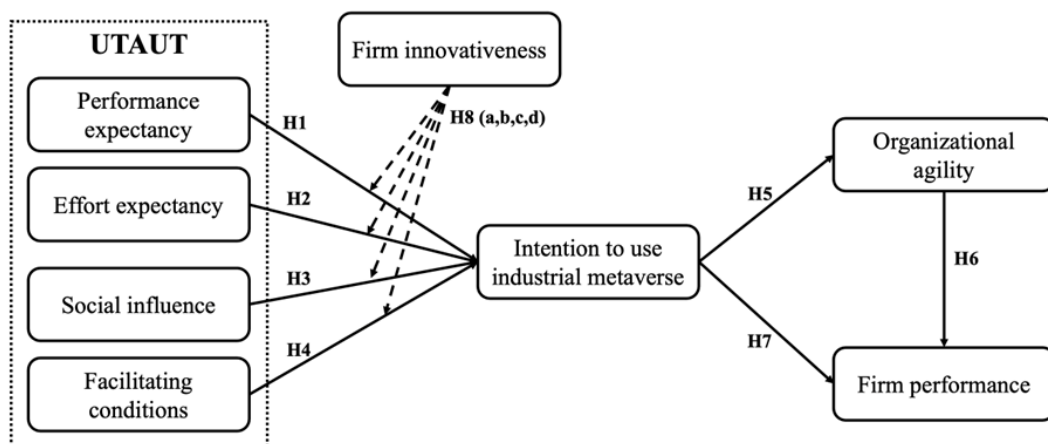 UTAUT
Performance
expectancy
Effort expectancy
Social influence
Facilitating
conditions
Firm innovativeness
H1
H2
H3
H4
H8 (a,b,c,d)
Intention to use
industrial metaverse
H5
H6
H7
Organizational
agility
Firm performance